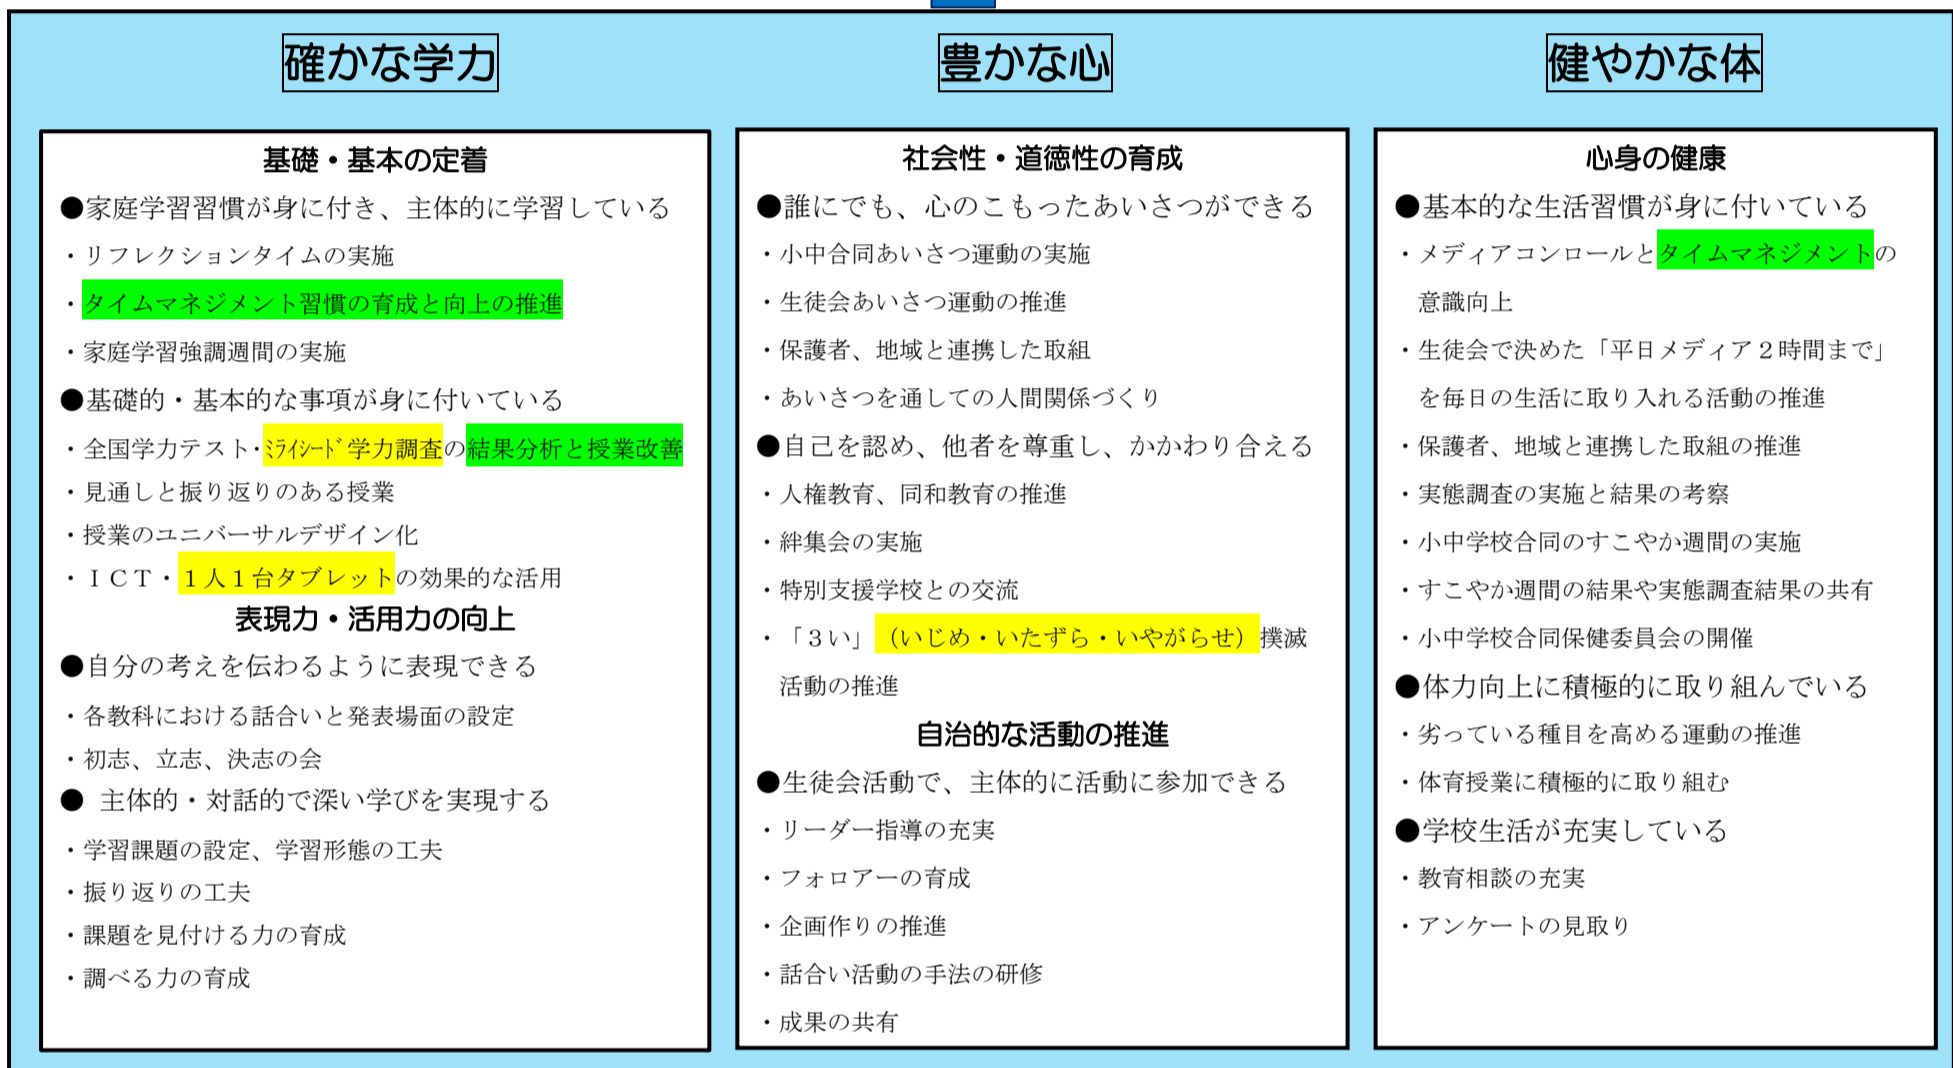 確かな学力
基礎・基本の定着
●家庭学習習慣が身に付き、主体的に学習している
・リフレクションタイムの実施
・タイムマネジメント習慣の育成と向上の推進
・家庭学習強調週間の実施
●基礎的・基本的な事項が身に付いている
・全国学力テスト・ﾐﾗｲｼｰﾄﾞ学力調査の結果分析と授業改善
・見通しと振り返りのある授業
・授業のユニバーサルデザイン化
・ＩＣＴ・１人１台タブレットの効果的な活用
表現力・活用力の向上
●自分の考えを伝わるように表現できる
・各教科における話合いと発表場面の設定
・初志、立志、決志の会
● 主体的・対話的で深い学びを実現する
・学習課題の設定、学習形態の工夫
・振り返りの工夫
・課題を見付ける力の育成
・調べる力の育成
豊かな心
社会性・道徳性の育成
●誰にでも、心のこもったあいさつができる
・小中合同あいさつ運動の実施
・生徒会あいさつ運動の推進
・保護者、地域と連携した取組
・あいさつを通しての人間関係づくり
●自己を認め、他者を尊重し、かかわり合える
・人権教育、同和教育の推進
・絆集会の実施
・特別支援学校との交流
・「３い」（いじめ・いたずら・いやがらせ）撲滅
活動の推進
自治的な活動の推進
●生徒会活動で、主体的に活動に参加できる
・リーダー指導の充実
・フォロアーの育成
・企画作りの推進
・話合い活動の手法の研修
・成果の共有
健やかな体
心身の健康
●基本的な生活習慣が身に付いている
・メディアコンロールとタイムマネジメントの
意識向上
・生徒会で決めた「平日メディア２時間まで」
を毎日の生活に取り入れる活動の推進
・保護者、地域と連携した取組の推進
・実態調査の実施と結果の考察
・小中学校合同のすこやか週間の実施
・すこやか週間の結果や実態調査結果の共有
・小中学校合同保健委員会の開催
●体力向上に積極的に取り組んでいる
・劣っている種目を高める運動の推進
・体育授業に積極的に取り組む
●学校生活が充実している
・教育相談の充実
・アンケートの見取り